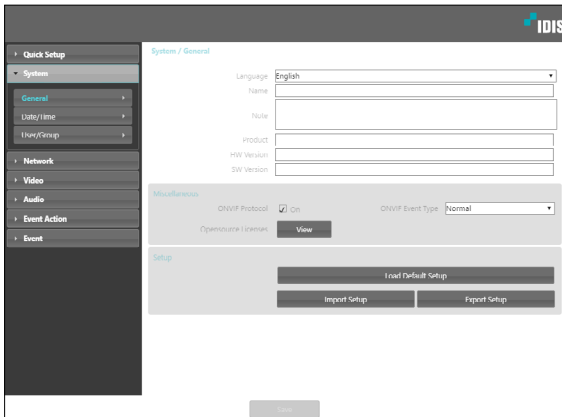 IDIS
Quick Setup
System
General
Date/Time
User/Group
Network
Video
Audio
Event Action
Event
System / General
Language English
Name
Note
Product
HW Version
SW Version
Miscellaneous
ONVIF Protocol On ONVIF Event Type Normal
Opensource Licenses View
Setup
Load Default Setup
Import Setup Export Setup
Save